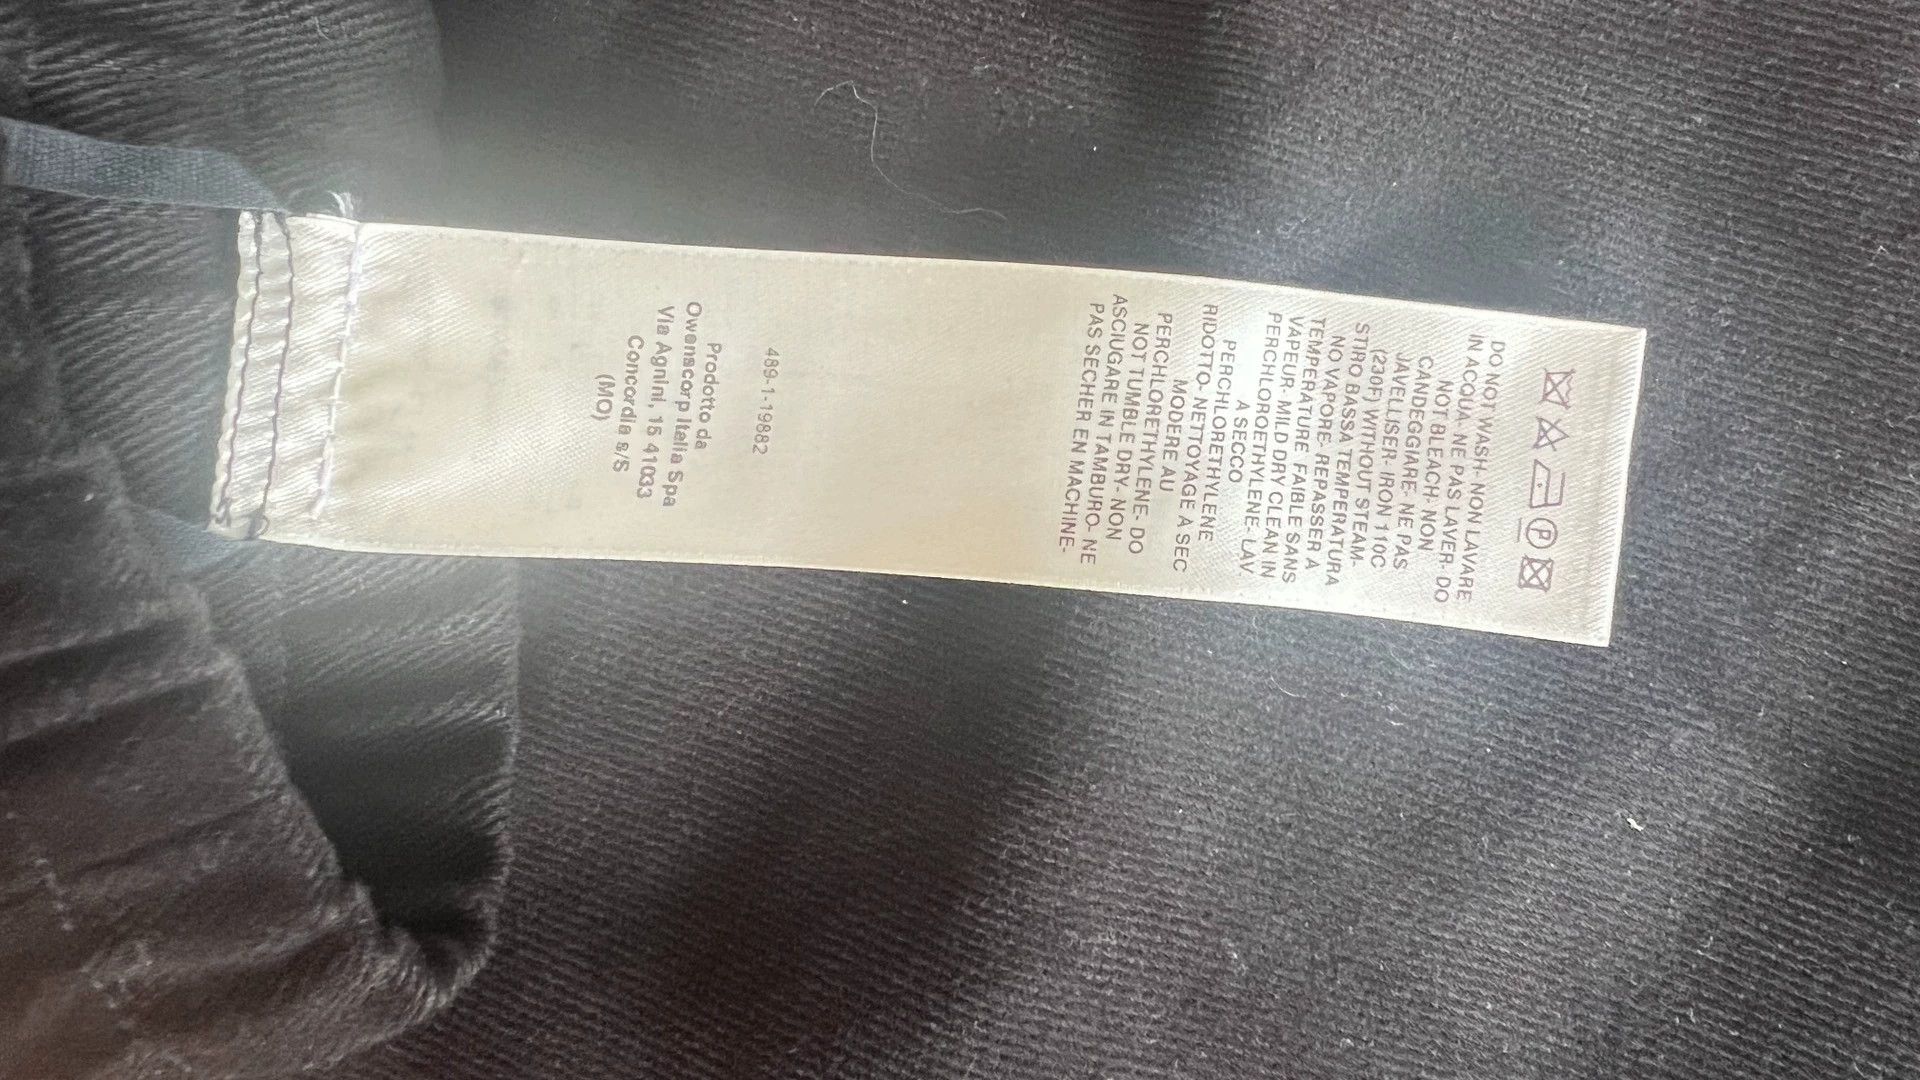 DO NOT WASH- NON LAVARE
IN ACQUA. NE PAS LAVER- DO
NOT BLEACH- NON
CANDEGGIARE- NE PAS
JAVELLISER- IRON 110C
(230F) WITHOUT STEAM-
STIRO BASSA TEMPERATURA
NO VAPORE- REPASSER A
TEMPERATURE FAIBLE SANS
VAPEUR- MILD DRY CLEAN IN
PERCHLOROETHYLENE- LAV.
A SECCO
PERCHLORETHYLENE
RIDOTTO- NETTOYAGE A SEC
MODERE AU
PERCHLORETHYLENE- DO
NOT TUMBLE DRY- NON
ASCIUGARE IN TAMBURO- NE
PAS SECHER EN MACHINE-
489-1-19882
Prodotto da
Owenscorp Italia Spa
Via Agnini, 15 41033
Concordia s/S
(MO)